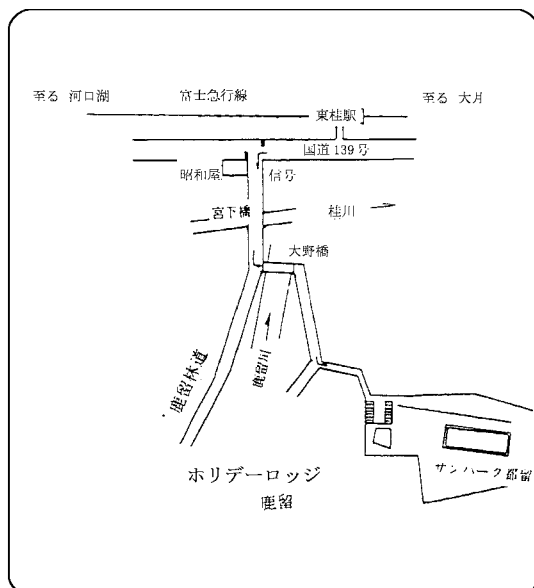 至る 河口湖
富士急行線
至る 大月
東桂駅
国道139号
昭和屋
信号
宮下橋
桂川
大野橋
鹿留林道
鹿留川
ホリデーロッジ
鹿留
サンパーク都留